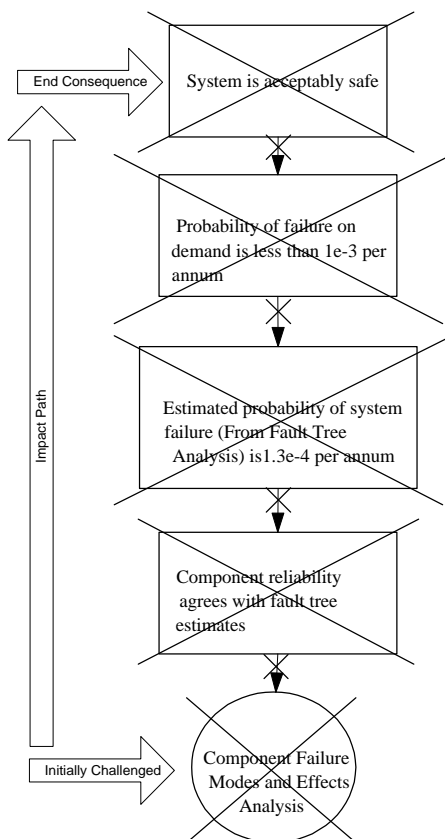 End Consequence
System is acceptably safe
Probability of failure on
demand is less than 1e-3 per
annum
Estimated probability of system
failure (From Fault Tree
Analysis) is1.3e-4 per annum
Impact Path
Component reliability
agrees with fault tree
estimates
Initially Challenged
Component Failure
Modes and Effects
Analysis